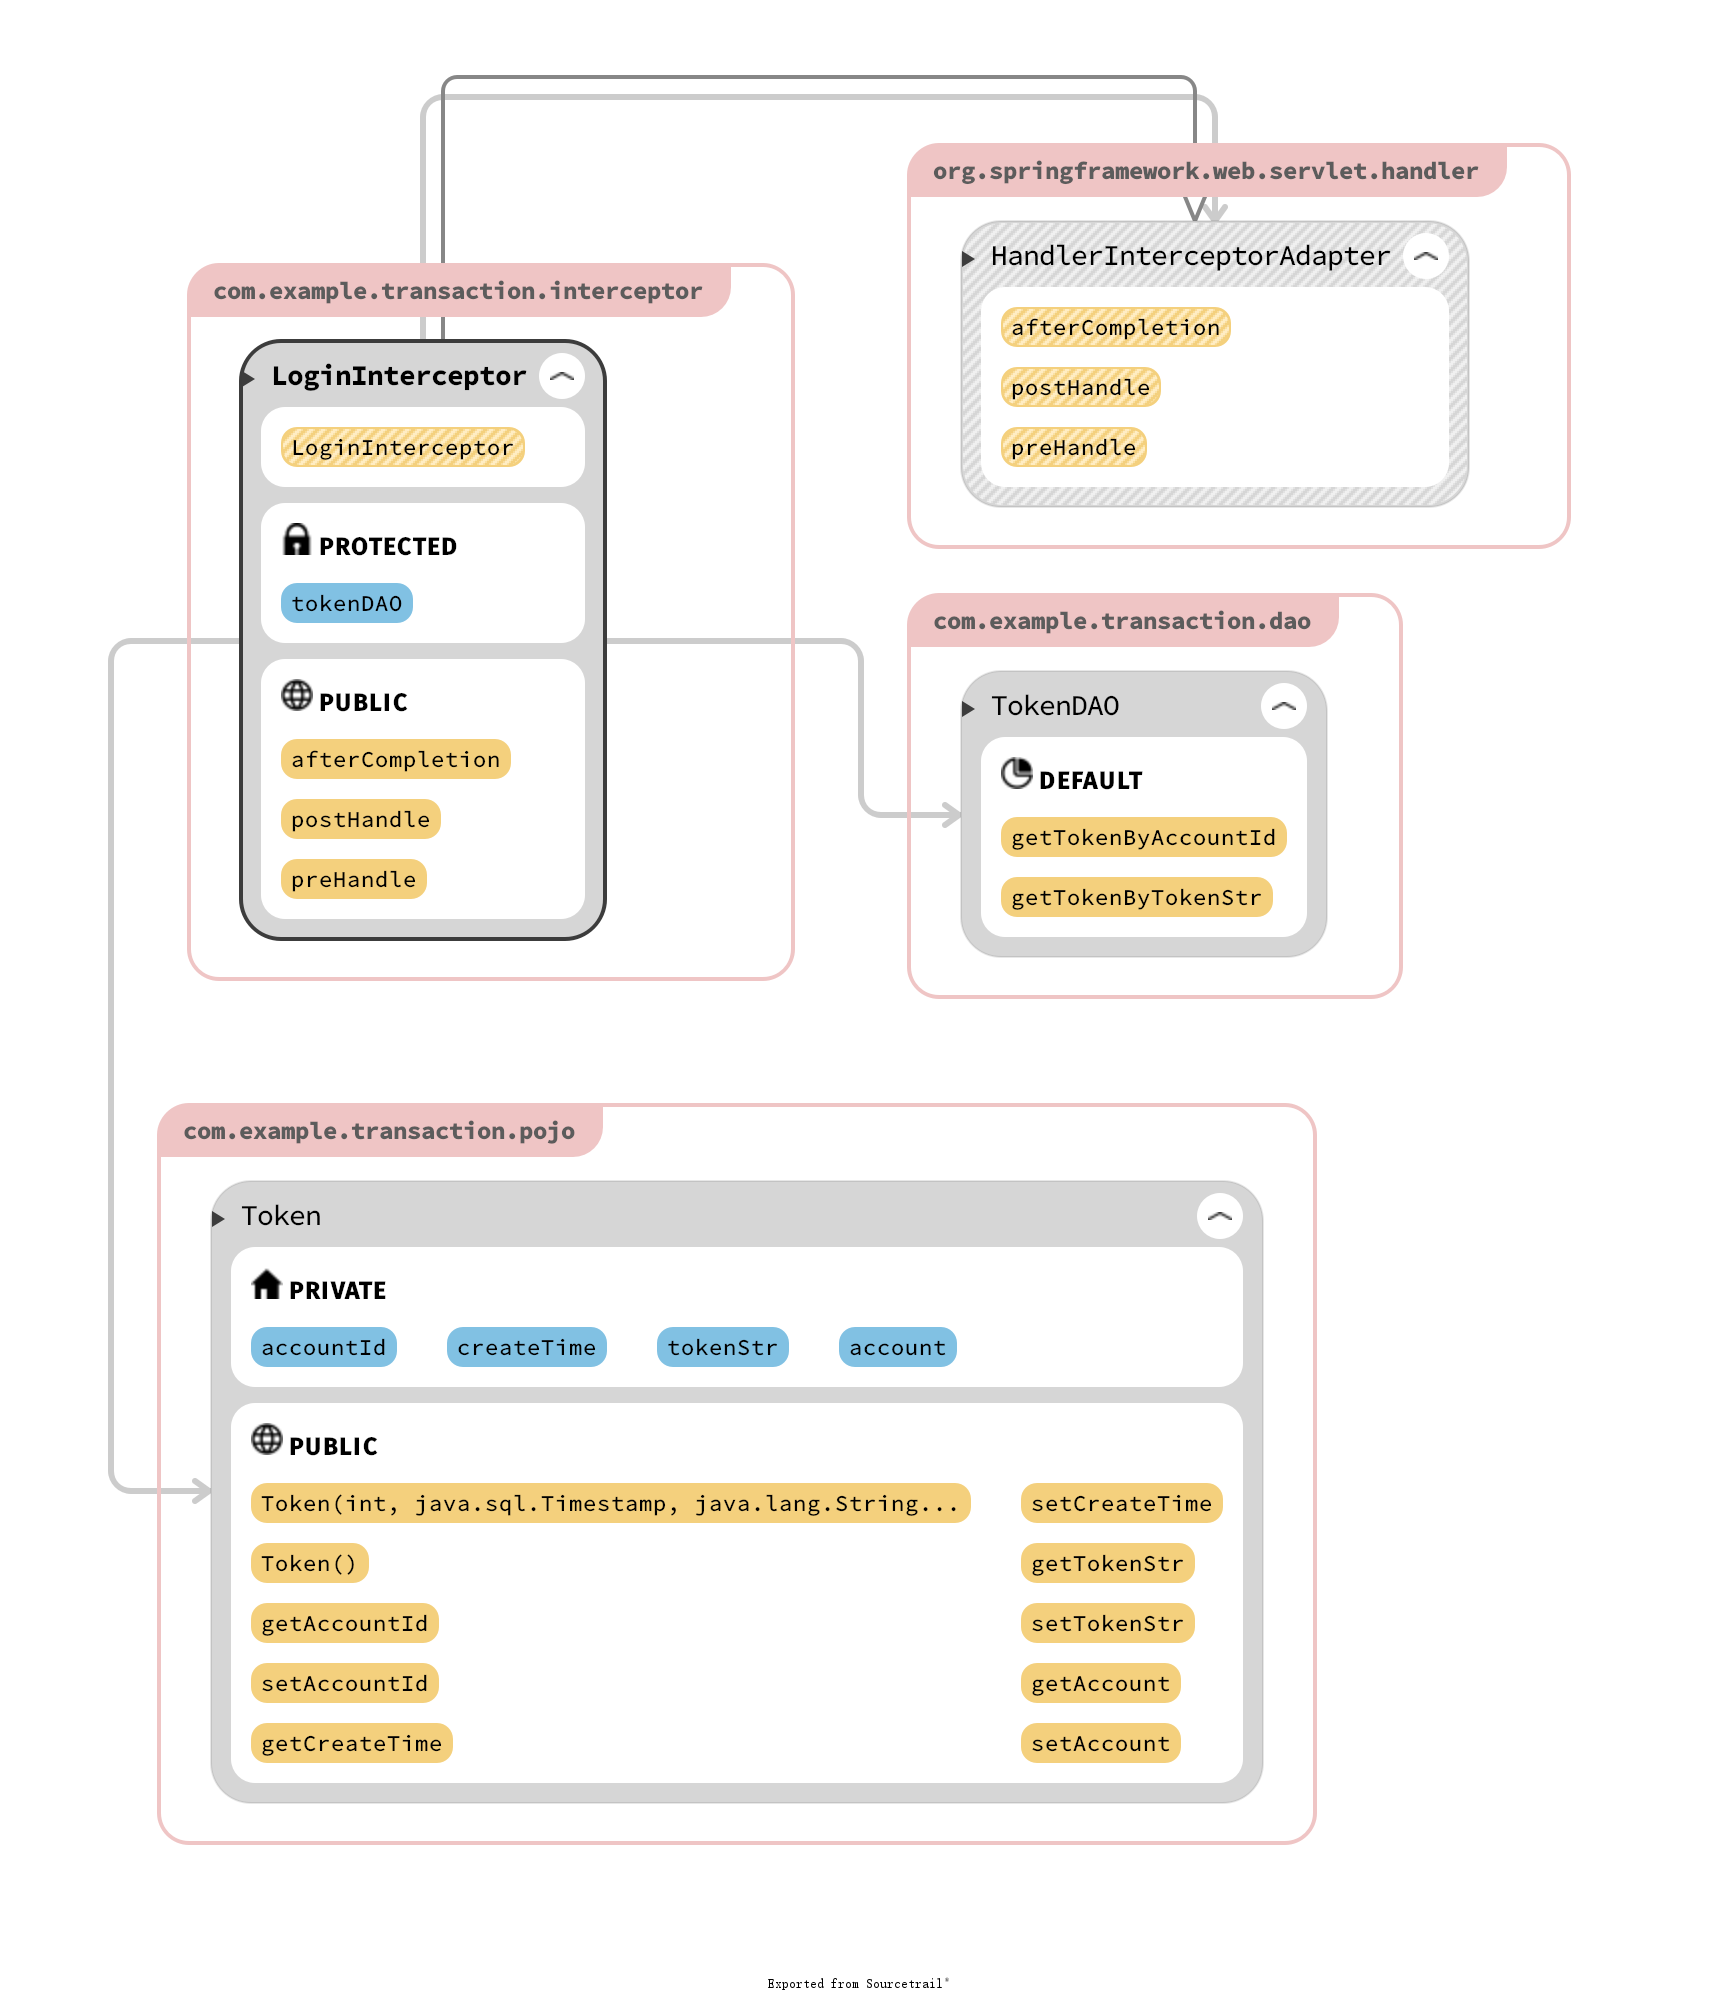 org.springframework.web.servlet.handler
HandlerInterceptorAdapter
afterCompletion
postHandle
preHandle
com.example.transaction.interceptor
LoginInterceptor
LoginInterceptor
PROTECTED
tokenDAO
PUBLIC
afterCompletion
postHandle
preHandle
com.example.transaction.dao
TokenDAO
DEFAULT
getTokenByAccountId
getTokenByTokenStr
com.example.transaction.pojo
Token
PRIVATE
accountId createTime tokenStr account
PUBLIC
Token(int, java.sql.Timestamp, java.lang.String... setCreateTime
Token() getTokenStr
getAccountId setTokenStr
setAccountId getAccount
getCreateTime setAccount
Exported from Sourcetrail®